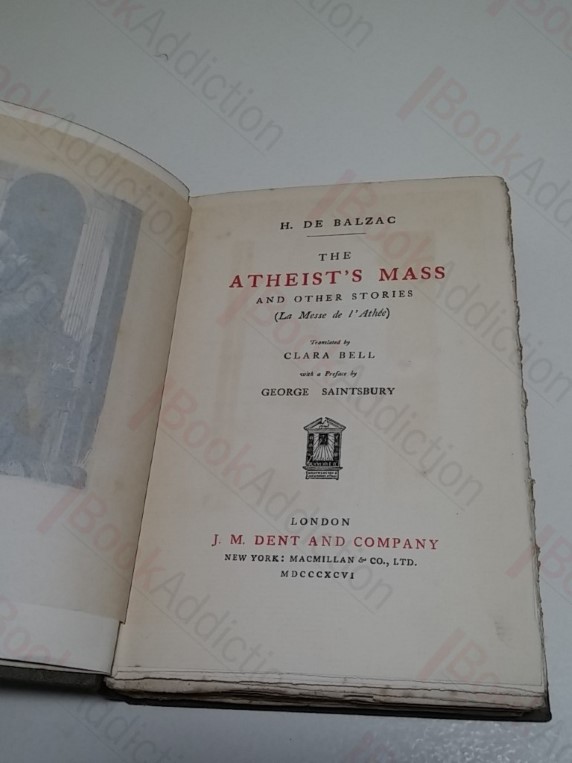 H. DE BALZAC
THE
ATHEIST'S MASS
AND OTHER STORIES
(La Messe de l'Athée)
Translated by
CLARA BELL
with a Preface by
GEORGE SAINTSBURY
LONDON
J. M. DENT AND COMPANY
NEW YORK: MACMILLAN & CO., LTD.
MDCCCXCVI
BookAddiction